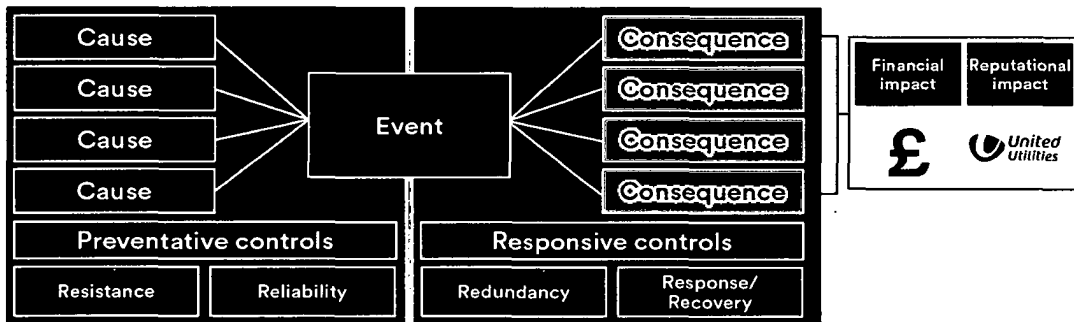 Cause
Cause
Cause
Cause
Event
Consequence
Consequence
Consequence
Consequence
Financial
impact
Reputational
impact
£
United
Utilities
Preventative controls
Responsive controls
Resistance
Reliability
Redundancy
Response/
Recovery